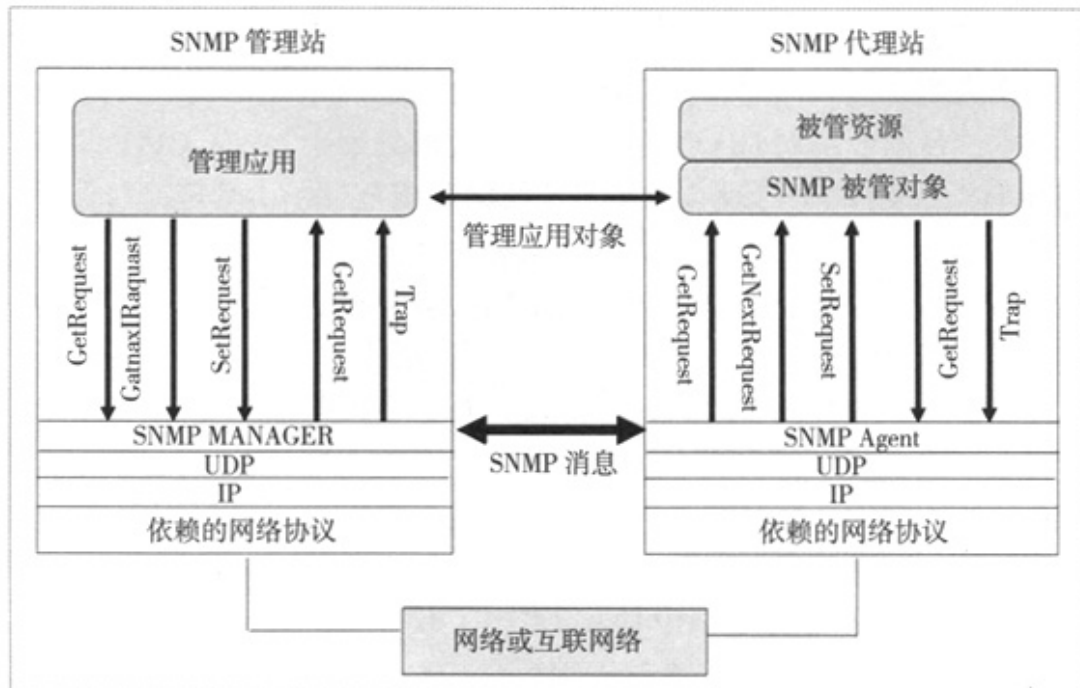 SNMP 管理站
SNMP 代理站
管理应用
被管资源
SNMP 被管对象
管理应用对象
GetRequest
GatnaxIRaquast
SetRequest
GetRequest
Trap
GetRequest
GetNextRequest
SetRequest
GetRequest
Trap
SNMP MANAGER
UDP
IP
依赖的网络协议
SNMP 消息
SNMP Agent
UDP
IP
依赖的网络协议
网络或互联网络